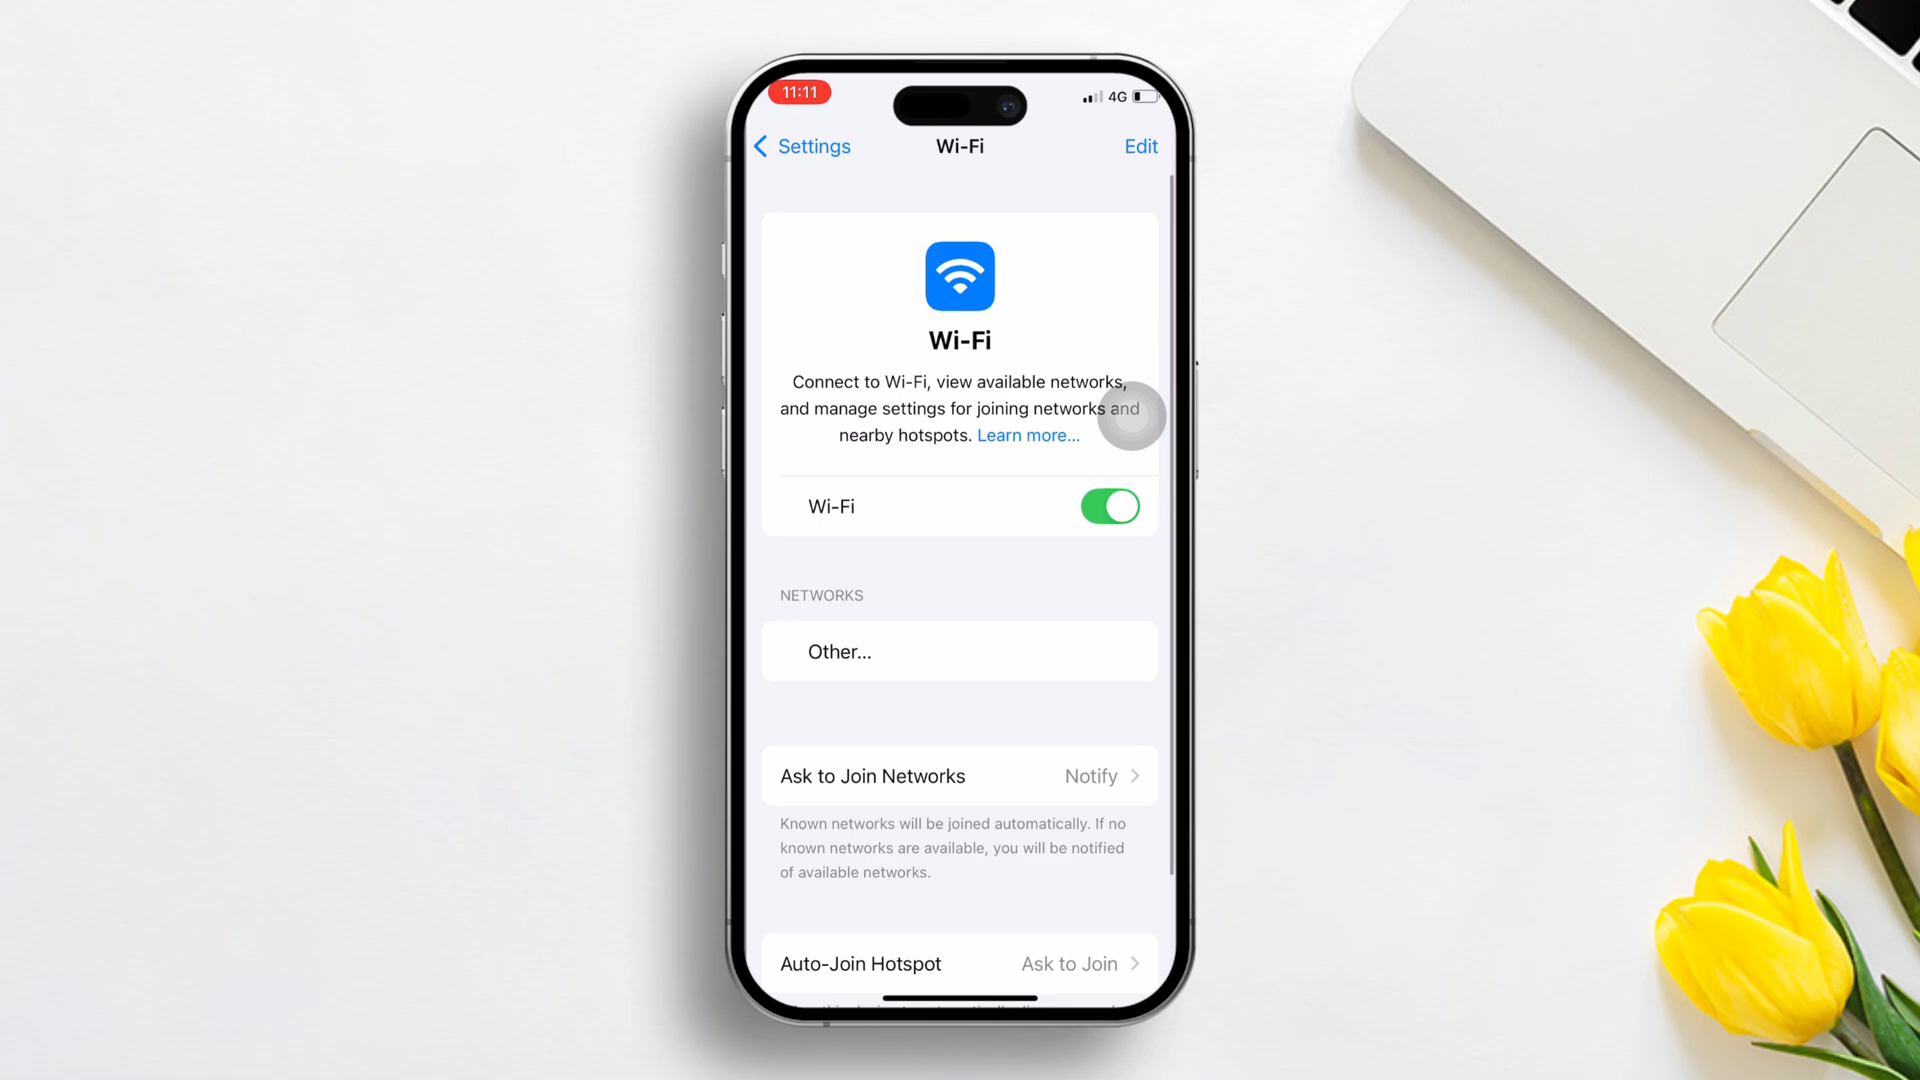 11:11
4G
Settings
Wi-Fi
Edit
Wi-Fi
Connect to Wi-Fi, view available networks,
and manage settings for joining networks and
nearby hotspots. Learn more...
Wi-Fi
NETWORKS
Other...
Ask to Join Networks
Notify
Known networks will be joined automatically. If no
known networks are available, you will be notified
of available networks.
Auto-Join Hotspot
Ask to Join